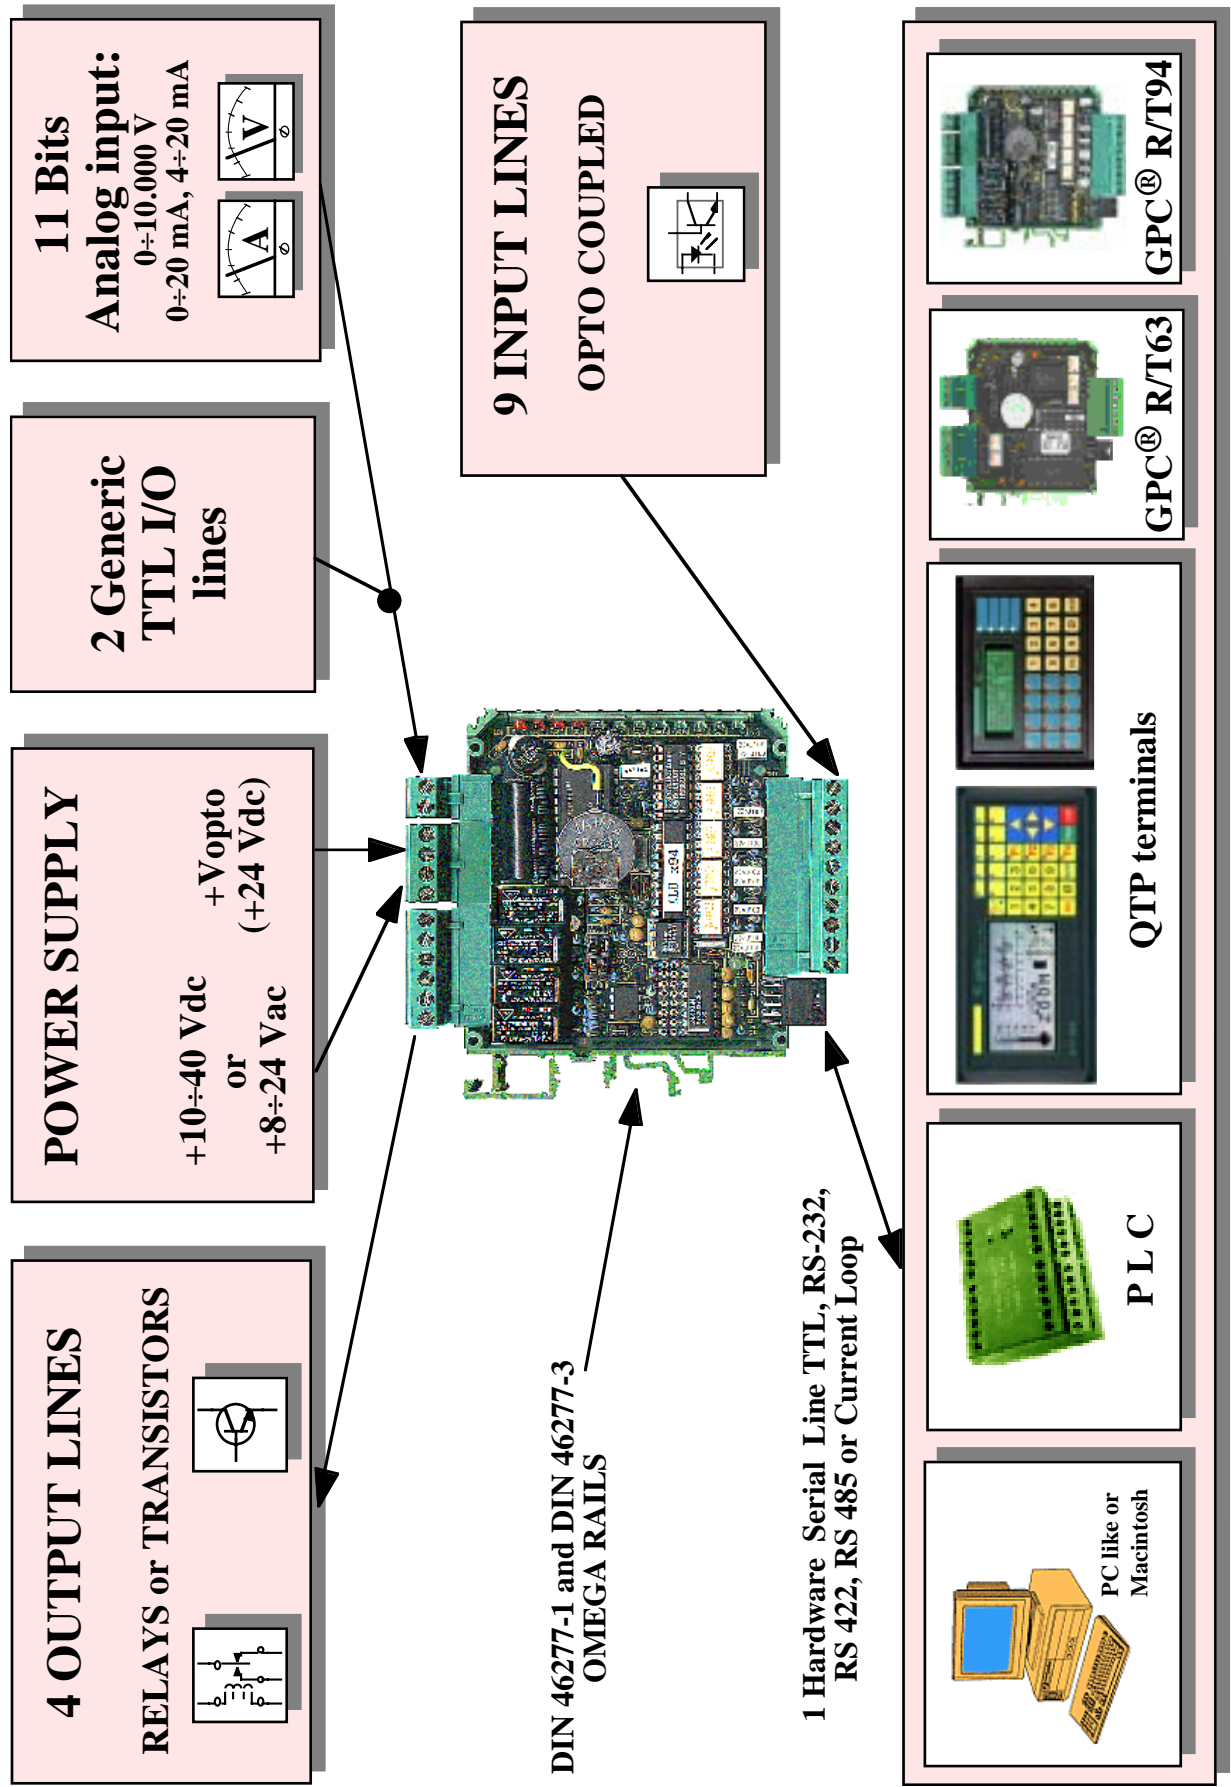 4 OUTPUT LINES
RELAYS or TRANSISTORS
POWER SUPPLY
+10÷40 Vdc
or
+8÷24 Vac
+Vopto
(+24 Vdc)
2 Generic
TTL I/O
lines
11 Bits
Analog input:
0÷10.000 V
0÷20 mA, 4÷20 mA
A
V
DIN 46277-1 and DIN 46277-3
OMEGA RAILS
9 INPUT LINES
OPTO COUPLED
1 Hardware Serial Line TTL, RS-232,
RS 422, RS 485 or Current Loop
PC like or
Macintosh
P L C
QTP terminals
GPC® R/T63
GPC® R/T94